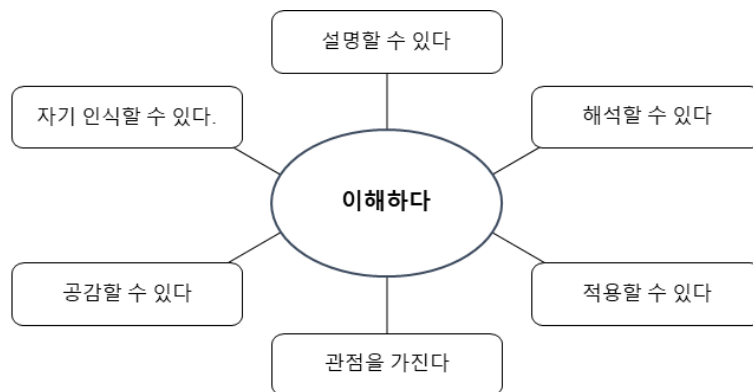 설명할 수 있다
자기 인식할 수 있다.
해석할 수 있다
이해하다
공감할 수 있다
적용할 수 있다
관점을 가진다